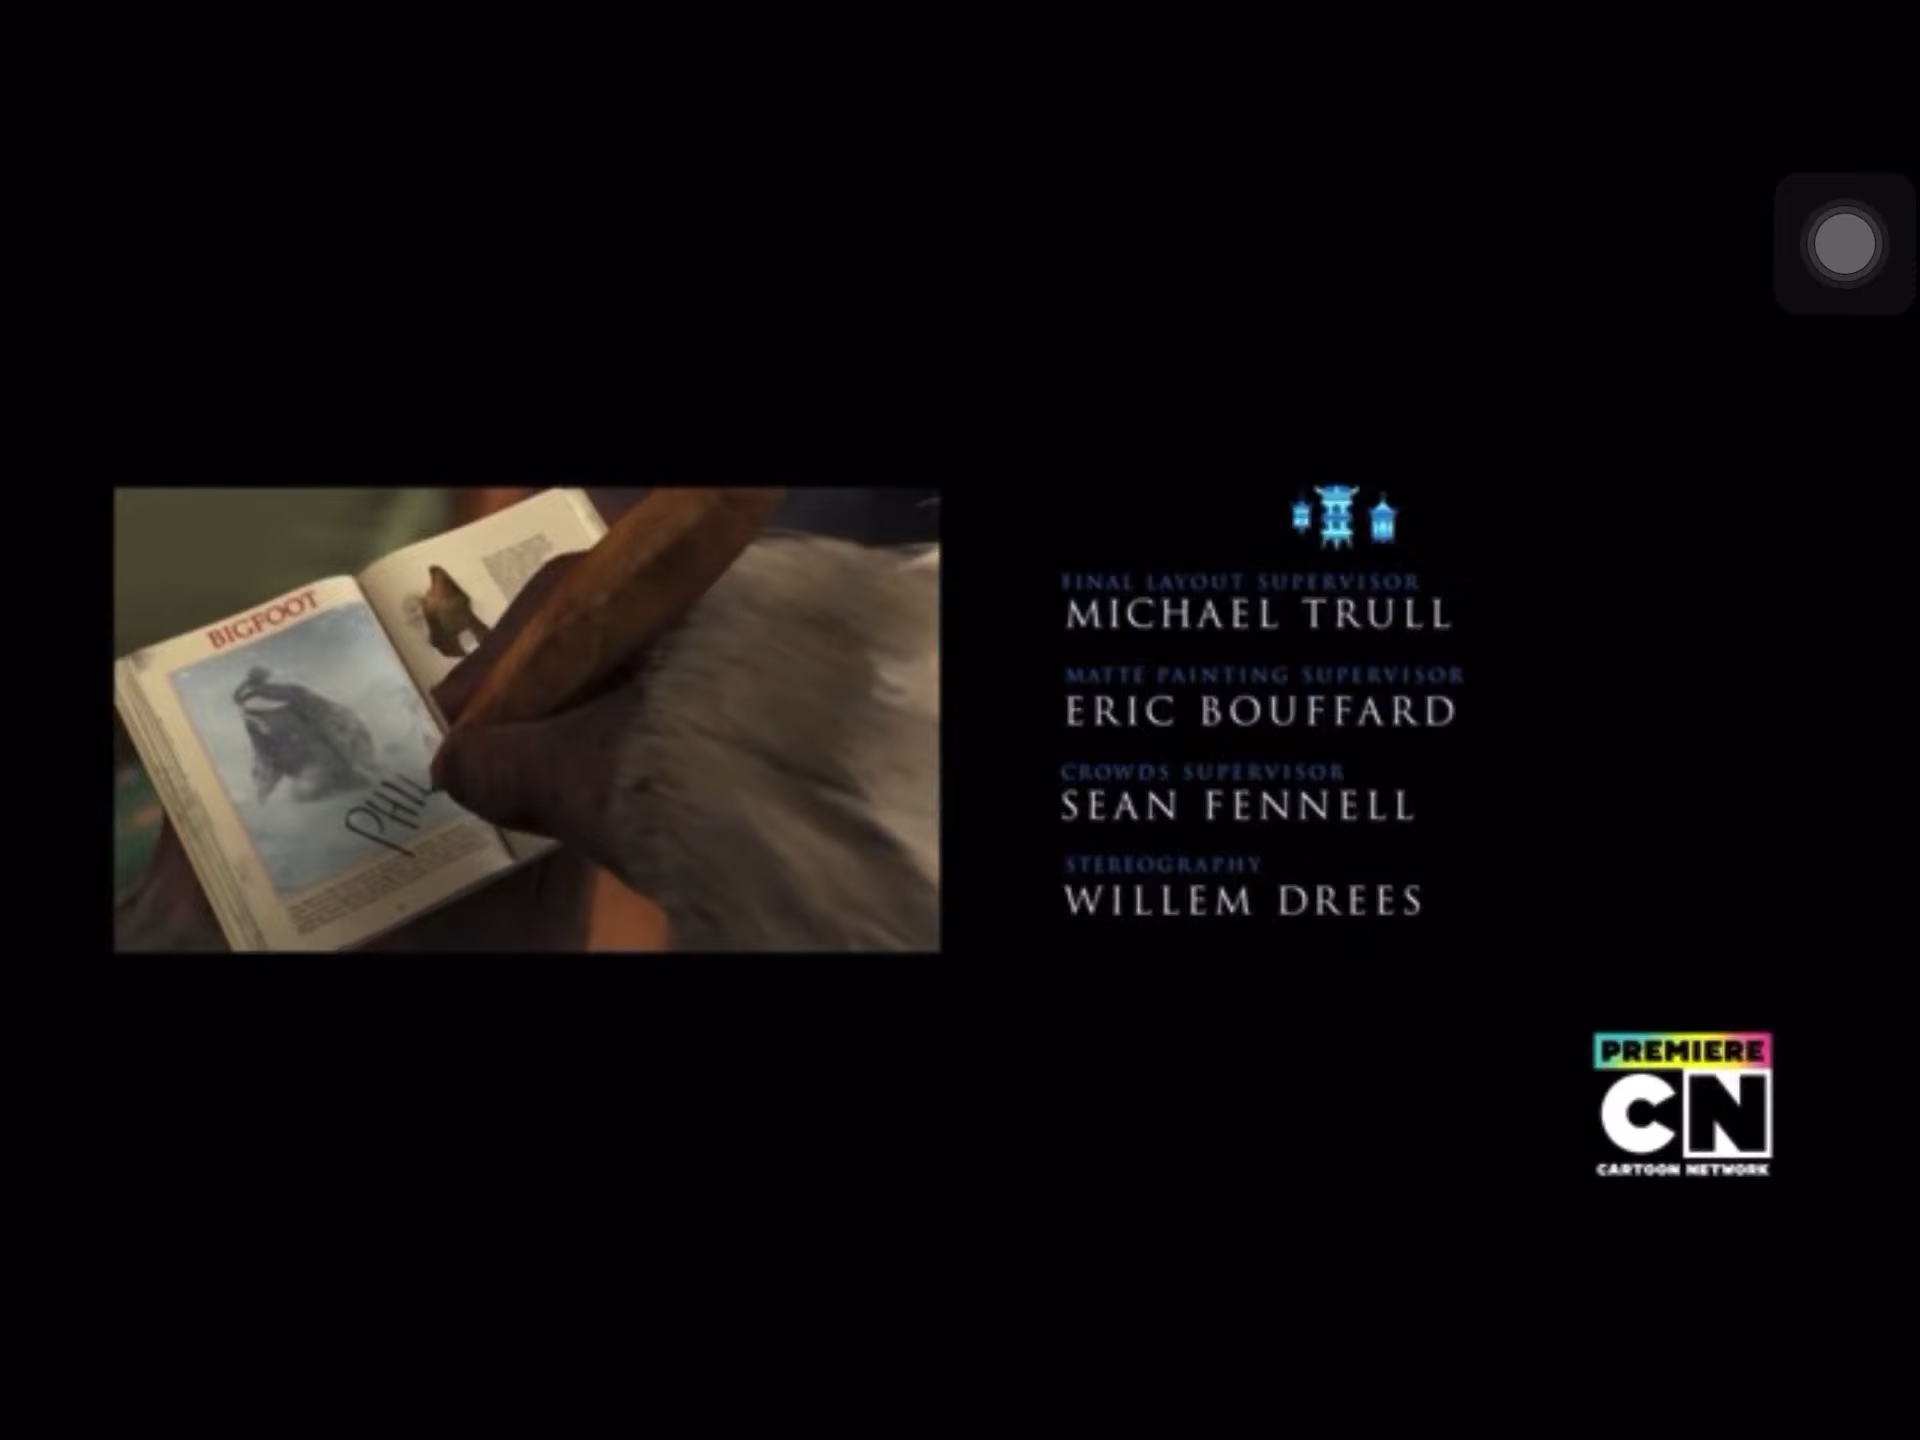 BIGFOOT
PHIL
FINAL LAYOUT SUPERVISOR
MICHAEL TRULL
MATTE PAINTING SUPERVISOR
ERIC BOUFFARD
CROWDS SUPERVISOR
SEAN FENNELL
STEREOGRAPHY
WILLEM DREES
PREMIERE
CN
CARTOON NETWORK